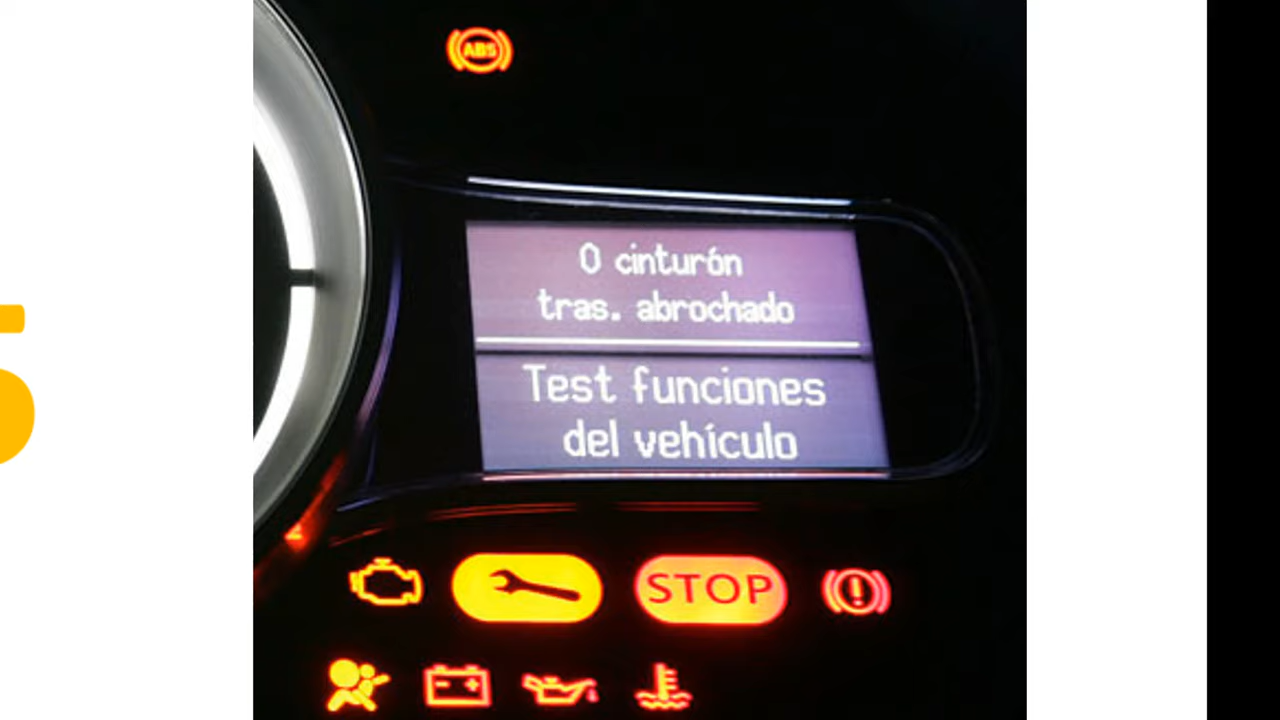 ABS
0 cinturón
tras. abrochado
Test funciones
del vehículo
STOP